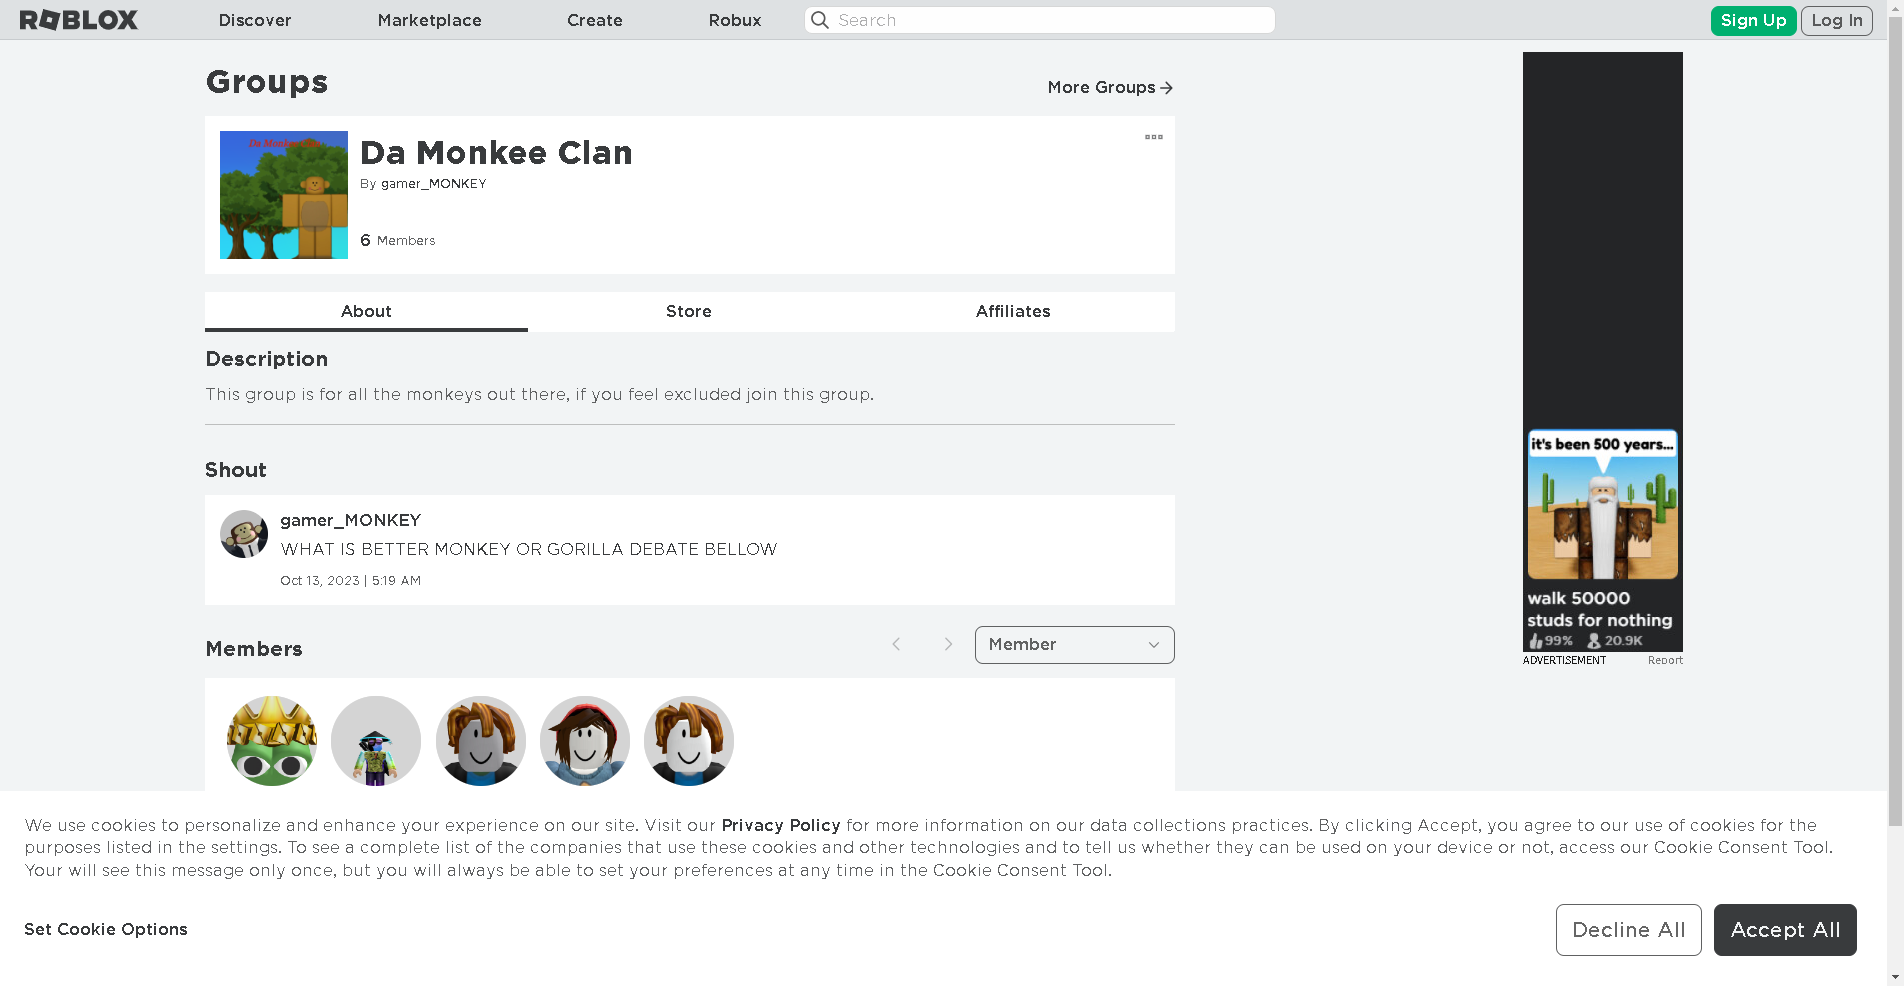 ROBLOX
Discover
Marketplace
Create
Robux
Search
Sign Up
Log In
Groups
More Groups
Da Monkee Clan
Da Monkee Clan
By gamer_MONKEY
6 Members
About
Store
Affiliates
Description
This group is for all the monkeys out there, if you feel excluded join this group.
Shout
gamer_MONKEY
WHAT IS BETTER MONKEY OR GORILLA DEBATE BELLOW
Oct 13, 2023 | 5:19 AM
Members
Member
it's been 500 years...
walk 50000
studs for nothing
99% 20.9K
ADVERTISEMENT
Report
We use cookies to personalize and enhance your experience on our site. Visit our Privacy Policy for more information on our data collections practices. By clicking Accept, you agree to our use of cookies for the
purposes listed in the settings. To see a complete list of the companies that use these cookies and other technologies and to tell us whether they can be used on your device or not, access our Cookie Consent Tool.
Your will see this message only once, but you will always be able to set your preferences at any time in the Cookie Consent Tool.
Set Cookie Options
Decline All
Accept All